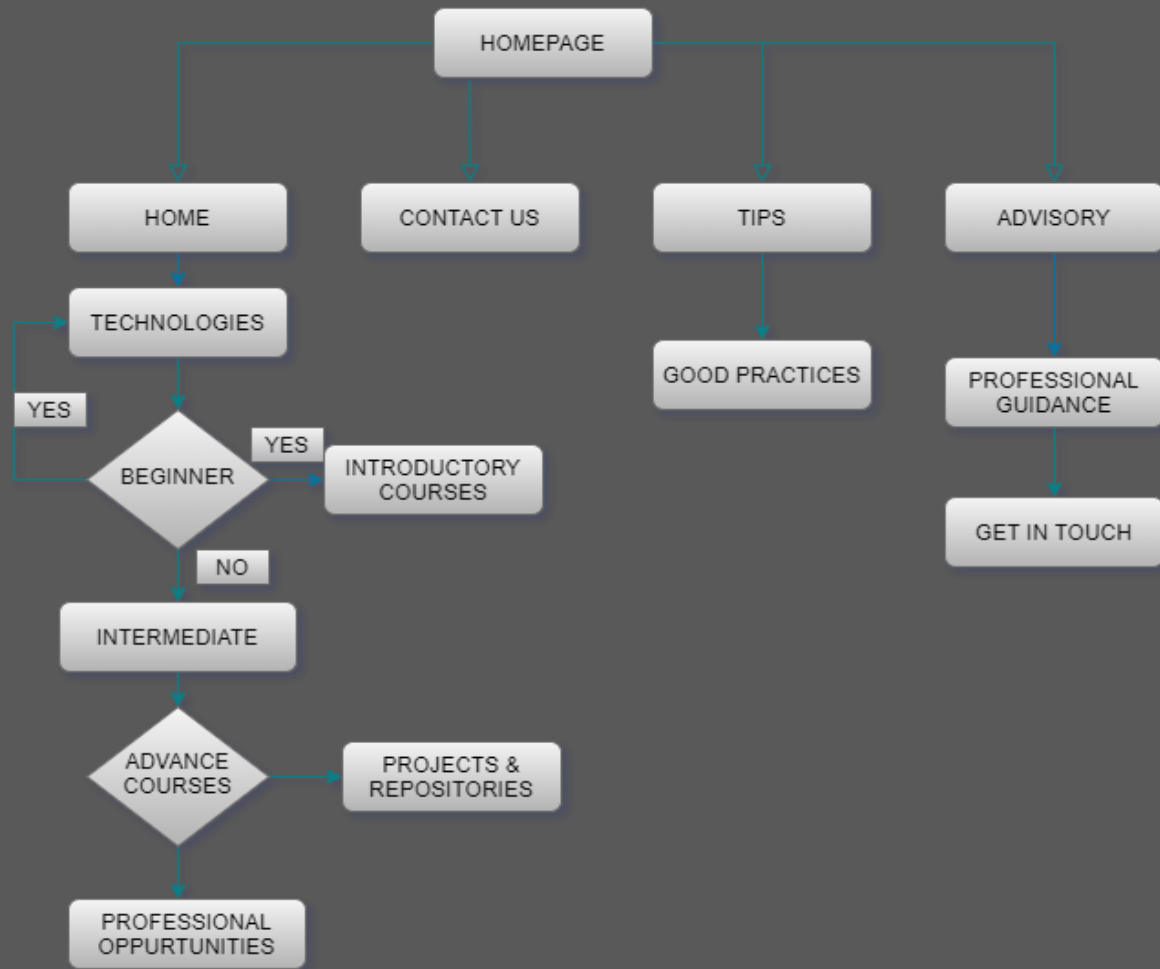 HOMEPAGE
HOME
CONTACT US
TIPS
ADVISORY
TECHNOLOGIES
GOOD PRACTICES
PROFESSIONAL
GUIDANCE
YES
YES
BEGINNER
INTRODUCTORY
COURSES
GET IN TOUCH
NO
INTERMEDIATE
ADVANCE
COURSES
PROJECTS &
REPOSITORIES
PROFESSIONAL
OPPURTUNITIES